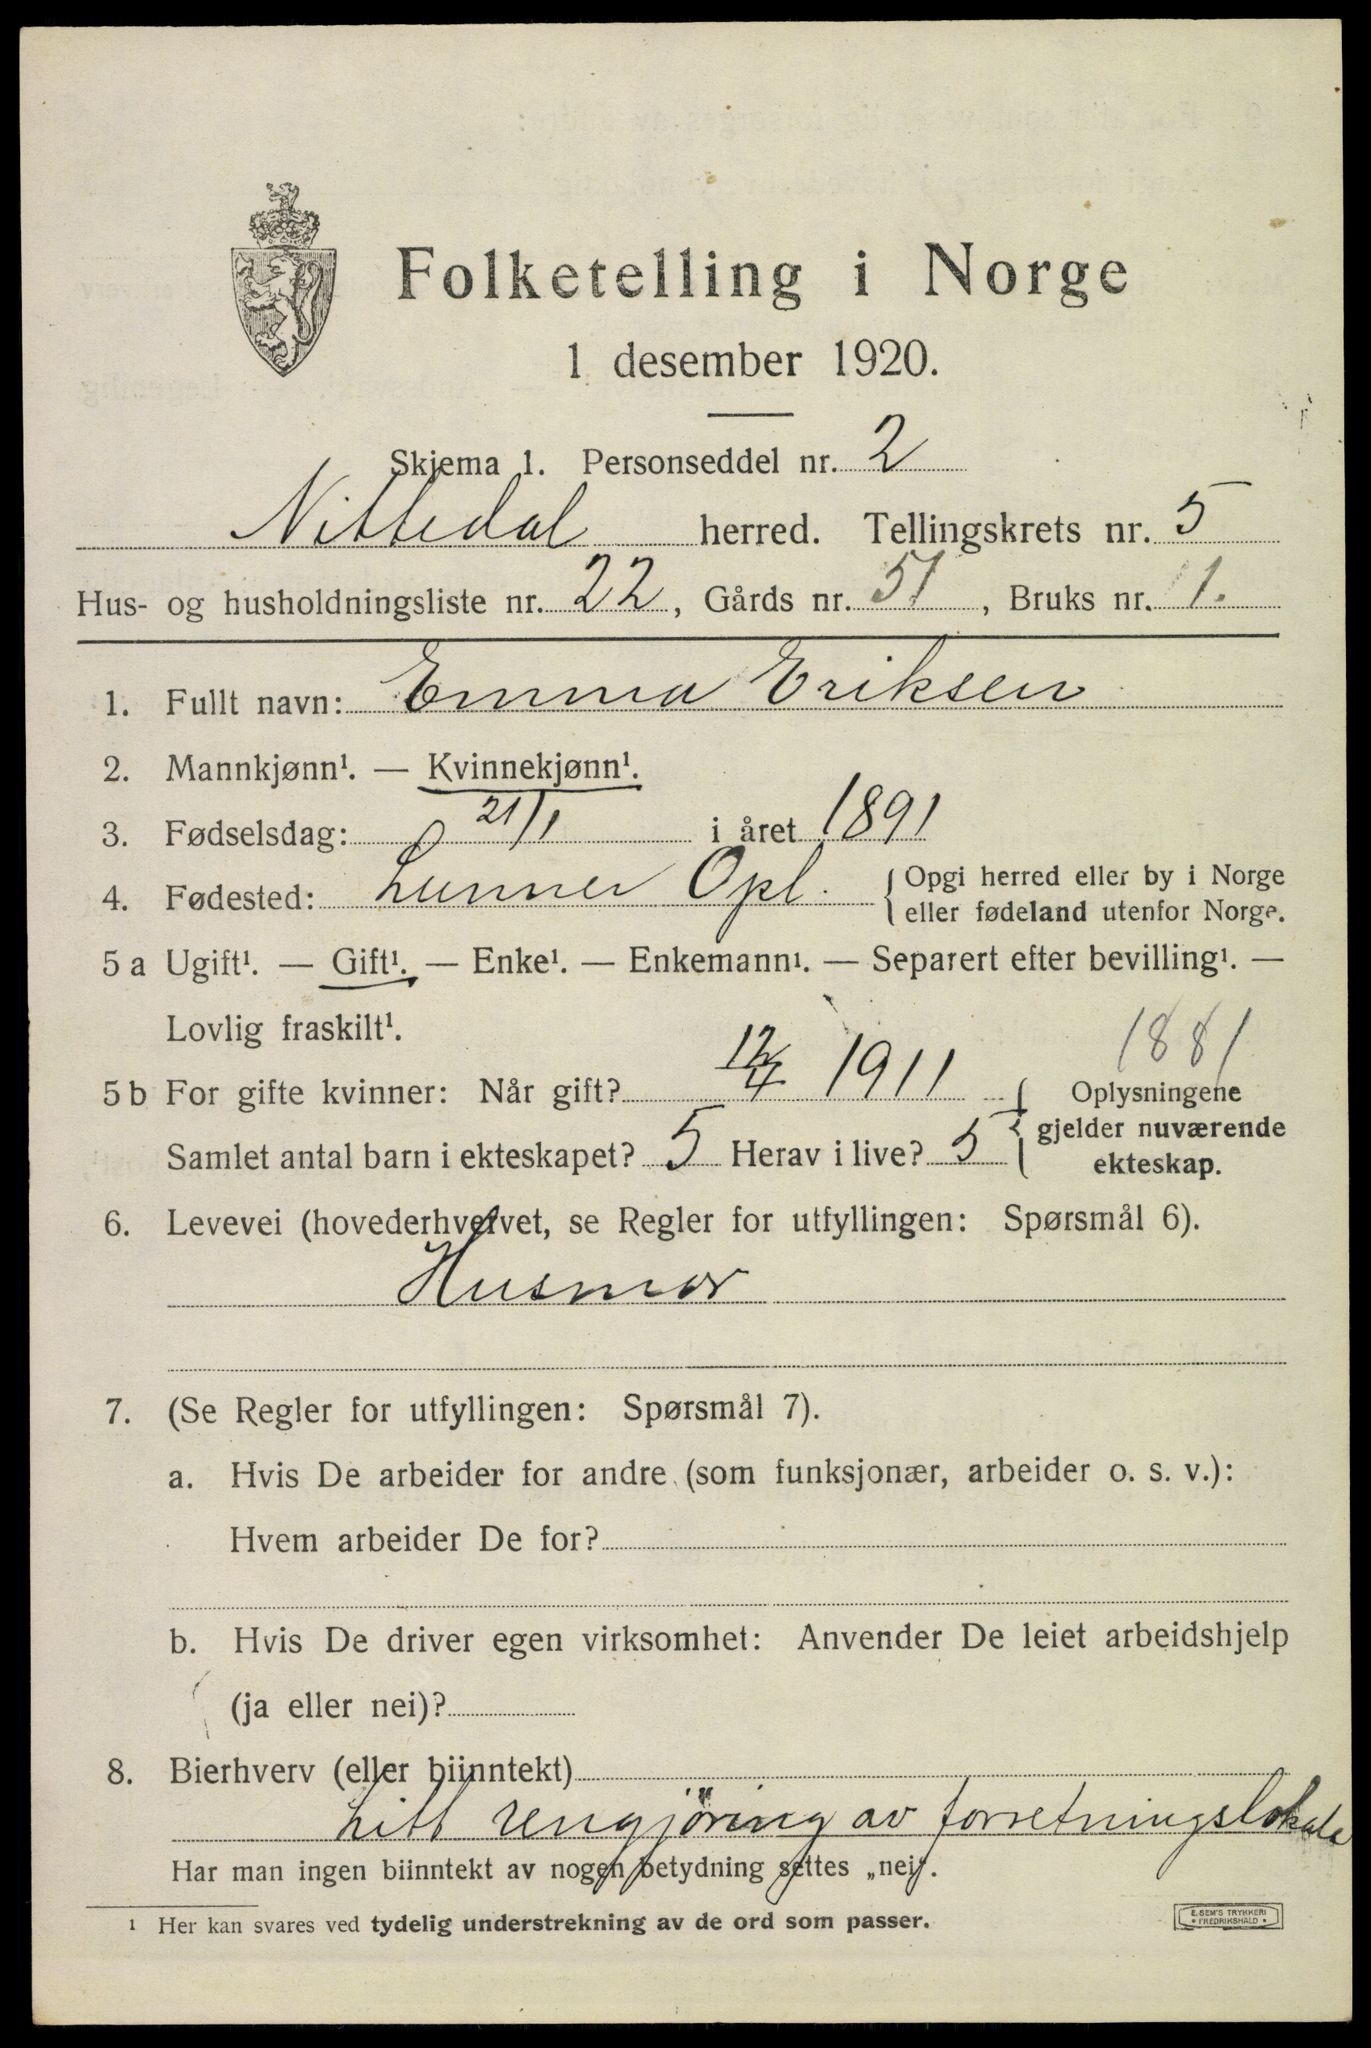 Folketelling i Norge
1 desember 1920.
Skjema 1. Personseddel nr. 2
Nittedal herred. Tellingskrets nr. 5
Hus- og husholdningsliste nr. 22, Gårds nr. 51, Bruks nr. 1.
1. Fullt navn: Emma Eriksen
2. Mannkjønn¹. — Kvinnekjønn¹.
3. Fødselsdag: 21/1 i året 1891
4. Fødested: Lunner Opl. { Opgi herred eller by i Norge
eller fødeland utenfor Norge.
5 a Ugift¹. — Gift¹. — Enke¹. — Enkemann¹. — Separert efter bevilling¹. —
Lovlig fraskilt¹.
1881
5 b For gifte kvinner: Når gift? 12/4 1911 { Oplysningene
gjelder nuværende
Samlet antal barn i ekteskapet? 5 Herav i live? 5 ekteskap.
6. Levevei (hovederhvervet, se Regler for utfyllingen: Spørsmål 6).
Husmor
7. (Se Regler for utfyllingen: Spørsmål 7).
a. Hvis De arbeider for andre (som funksjonær, arbeider o. s. v.):
Hvem arbeider De for?
b. Hvis De driver egen virksomhet: Anvender De leiet arbeidshjelp
(ja eller nei)?
8. Bierhverv (eller biinntekt)
Litt rengjöring av forretningslokale
Har man ingen biinntekt av nogen betydning settes „nei“.
¹ Her kan svares ved tydelig understrekning av de ord som passer.
E. SEM'S TRYKKERI
FREDRIKSHALD